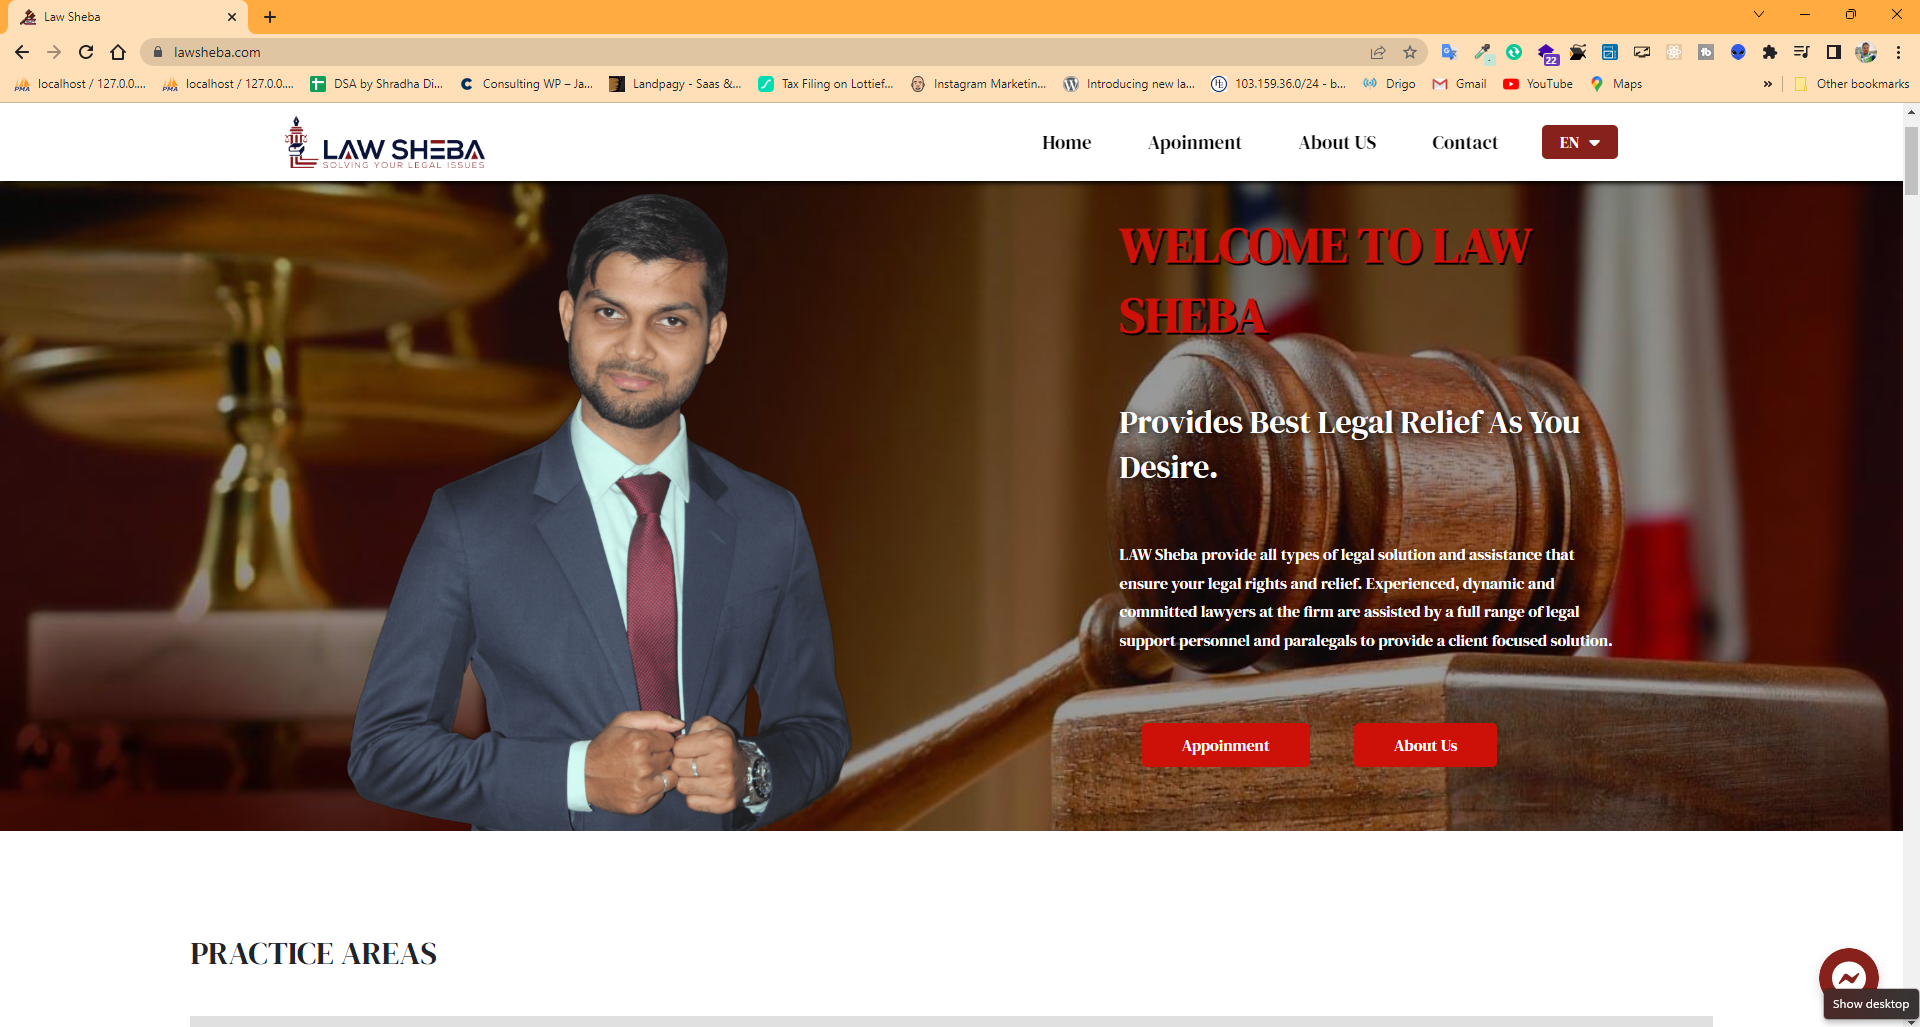 Law Sheba
lawsheba.com
22
localhost / 127.0.0....
localhost / 127.0.0....
DSA by Shradha Di...
Consulting WP – Ja...
Landpagy - Saas &...
Tax Filing on Lottief...
Instagram Marketin...
Introducing new la...
103.159.36.0/24 - b...
Drigo
Gmail
YouTube
Maps
»
Other bookmarks
LAW SHEBA
SOLVING YOUR LEGAL ISSUES
Home
Apoinment
About US
Contact
EN
WELCOME TO LAW
SHEBA
Provides Best Legal Relief As You
Desire.
LAW Sheba provide all types of legal solution and assistance that
ensure your legal rights and relief. Experienced, dynamic and
committed lawyers at the firm are assisted by a full range of legal
support personnel and paralegals to provide a client focused solution.
Appoinment
About Us
PRACTICE AREAS
Show desktop